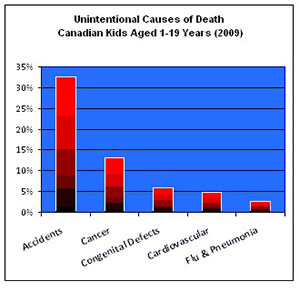 Unintentional Causes of Death
Canadian Kids Aged 1-19 Years (2009)
35%
30%
25%
20%
15%
10%
5%
0%
Accidents
Cancer
Congenital Defects
Cardiovascular
Flu & Pneumonia